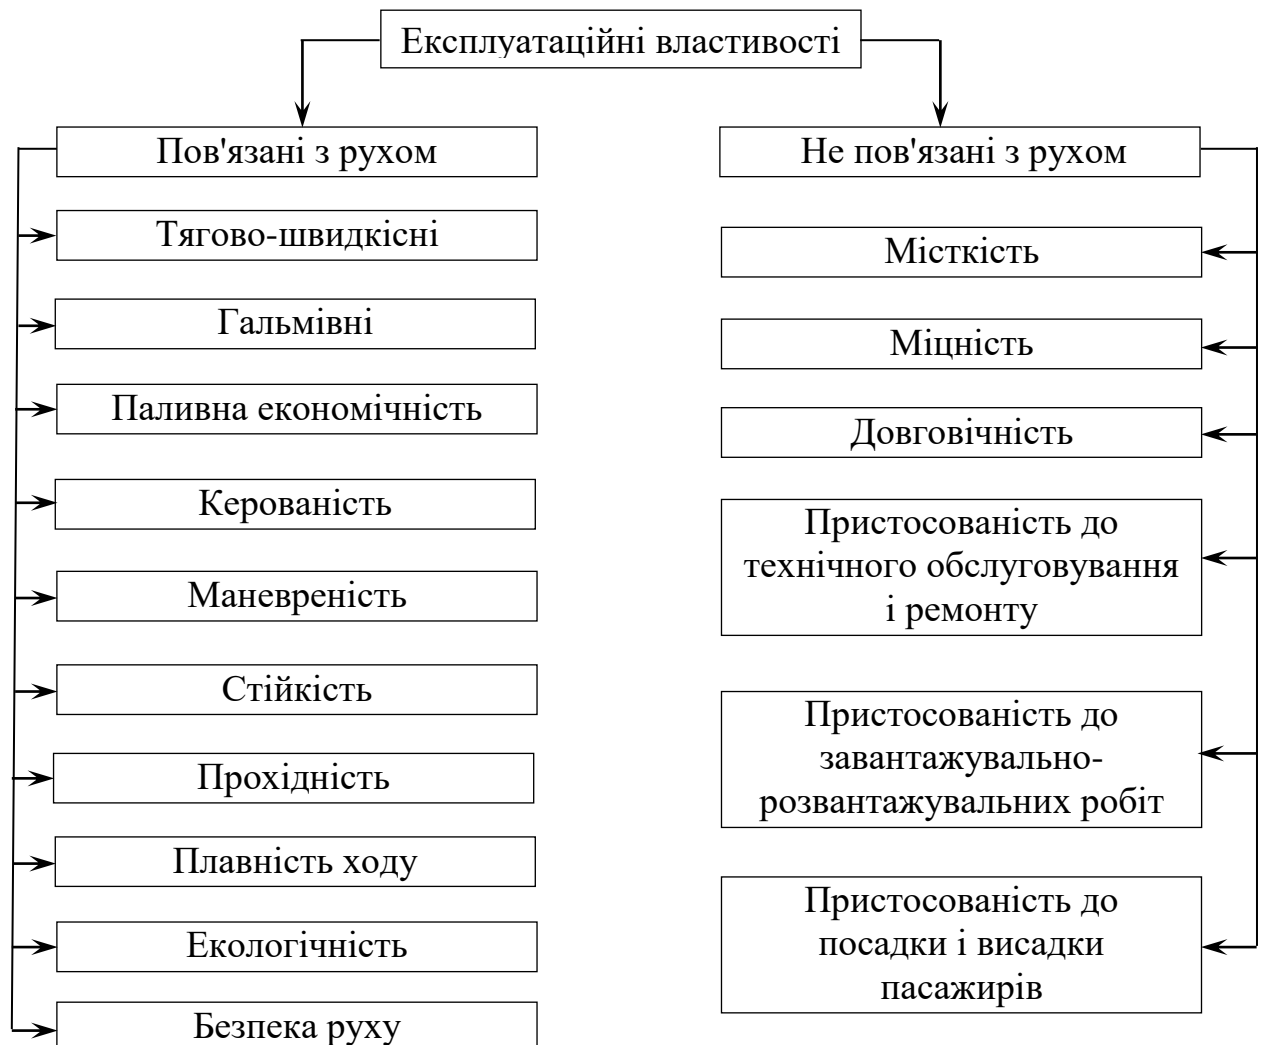 Експлуатаційні властивості
Пов'язані з рухом
Тягово-швидкісні
Гальмівні
Паливна економічність
Керованість
Маневреність
Стійкість
Прохідність
Плавність ходу
Екологічність
Безпека руху
Не пов'язані з рухом
Місткість
Міцність
Довговічність
Пристосованість до
технічного обслуговування
і ремонту
Пристосованість до
завантажувально-
розвантажувальних робіт
Пристосованість до
посадки і висадки
пасажирів